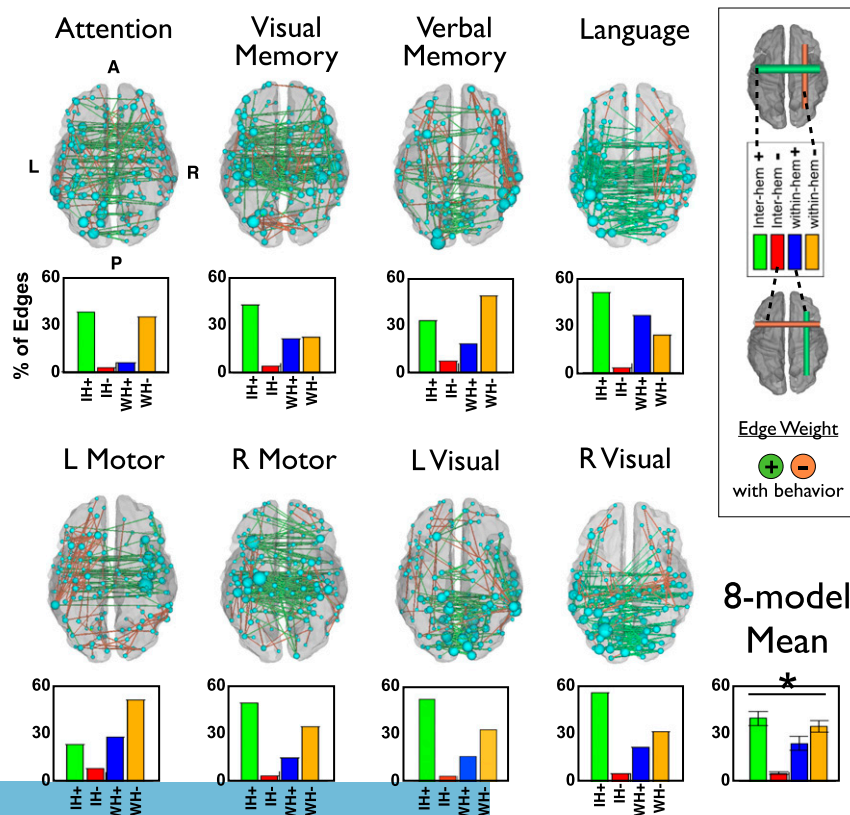 Attention
Visual
Memory
Verbal
Memory
Language
A
L
R
P
% of Edges
60
30
0
IH+
IH-
WH+
WH-
60
30
0
IH+
IH-
WH+
WH-
60
30
0
IH+
IH-
WH+
WH-
60
30
0
IH+
IH-
WH+
WH-
Inter-hem +
Inter-hem -
within-hem +
within-hem -
Edge Weight
+ -
with behavior
L Motor
R Motor
L Visual
R Visual
8-model
Mean
60
30
0
IH+
IH-
WH+
WH-
60
30
0
IH+
IH-
WH+
WH-
60
30
0
IH+
IH-
WH+
WH-
60
30
0
IH+
IH-
WH+
WH-
*
60
30
0